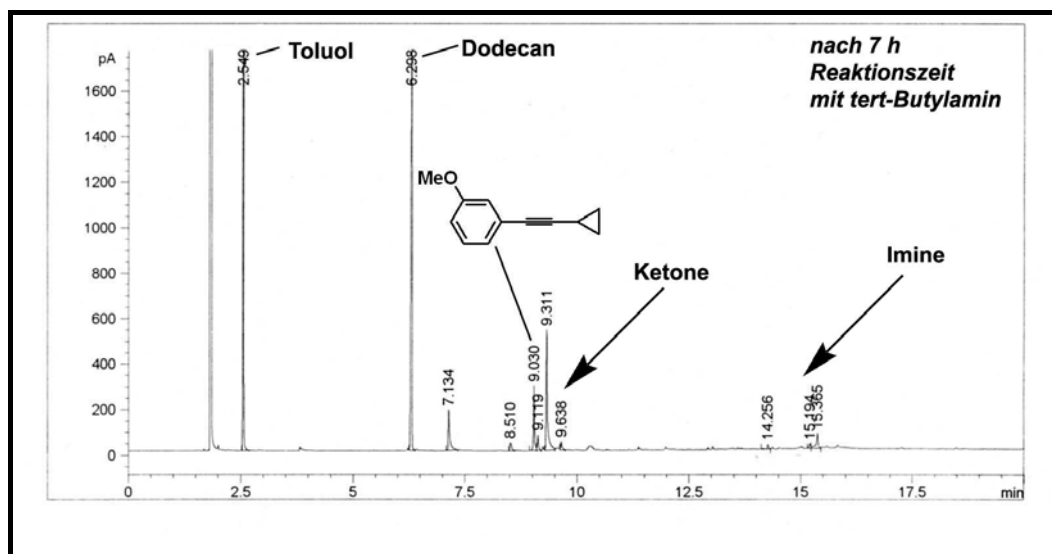 pA
1600
1400
1200
1000
800
600
400
200
0
0
2.5
5
7.5
10
12.5
15
17.5
min
2.549
Toluol
6.298
Dodecan
nach 7 h
Reaktionszeit
mit tert-Butylamin
MeO
Ketone
Imine
7.134
8.510
9.030
9.119
9.311
9.638
14.256
15.194
15.365